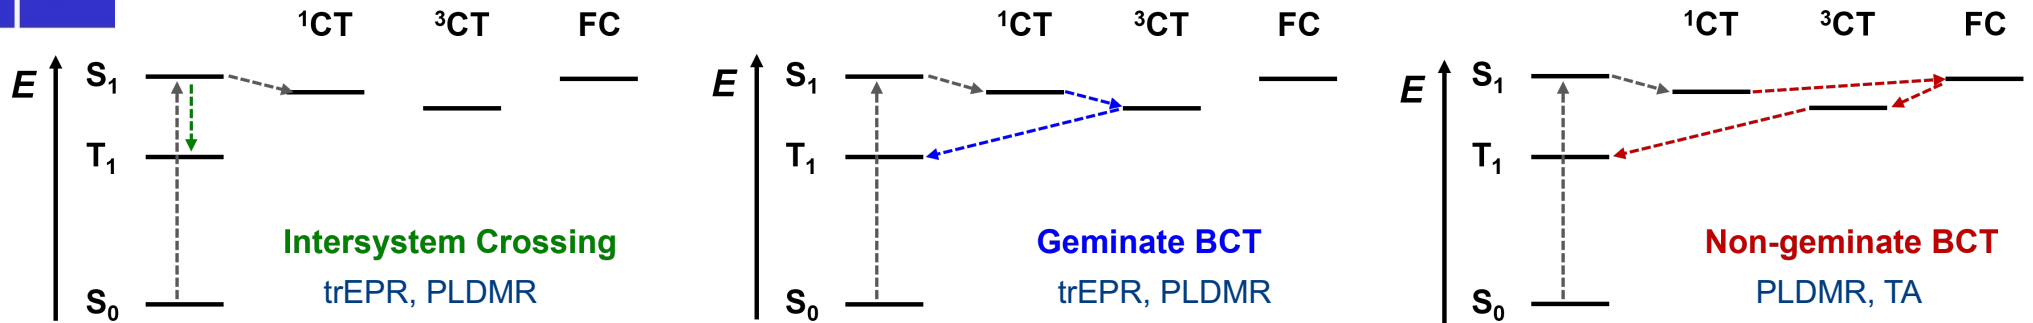 ¹CT ³CT FC
E
S₁
T₁
Intersystem Crossing
trEPR, PLDMR
S₀
¹CT ³CT FC
E
S₁
T₁
Geminate BCT
trEPR, PLDMR
S₀
¹CT ³CT FC
E
S₁
T₁
Non-geminate BCT
PLDMR, TA
S₀